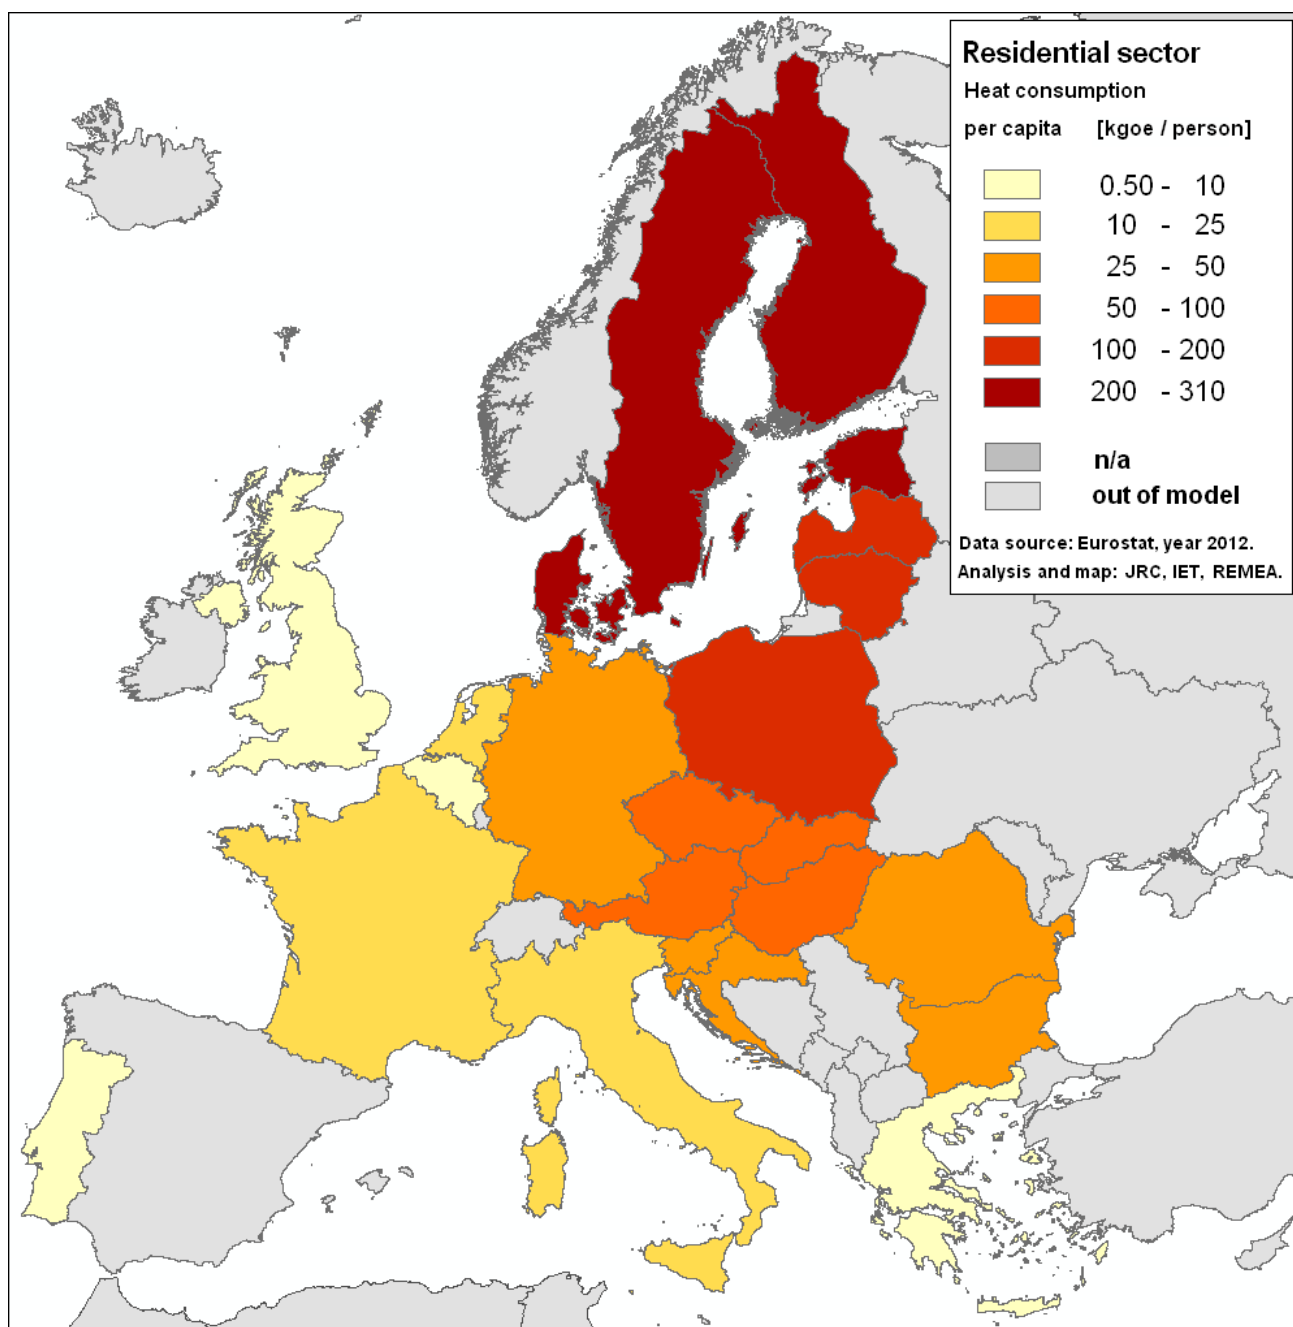 Residential sector
Heat consumption
per capita [kgoe / person]
0.50 - 10
10 - 25
25 - 50
50 - 100
100 - 200
200 - 310
n/a
out of model
Data source: Eurostat, year 2012.
Analysis and map: JRC, IET, REMEA.